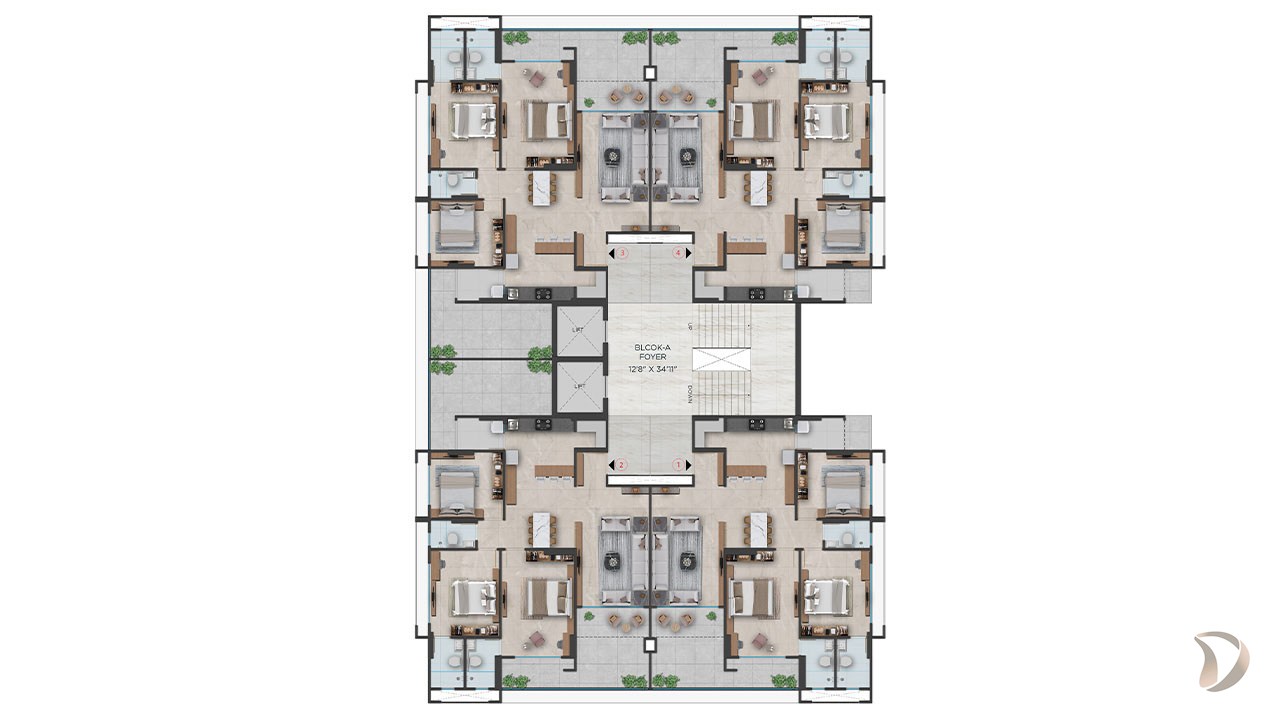 3
4
LIFT
UP
BLCOK-A
FOYER
12'8" X 34'11"
LIFT
DOWN
2
1